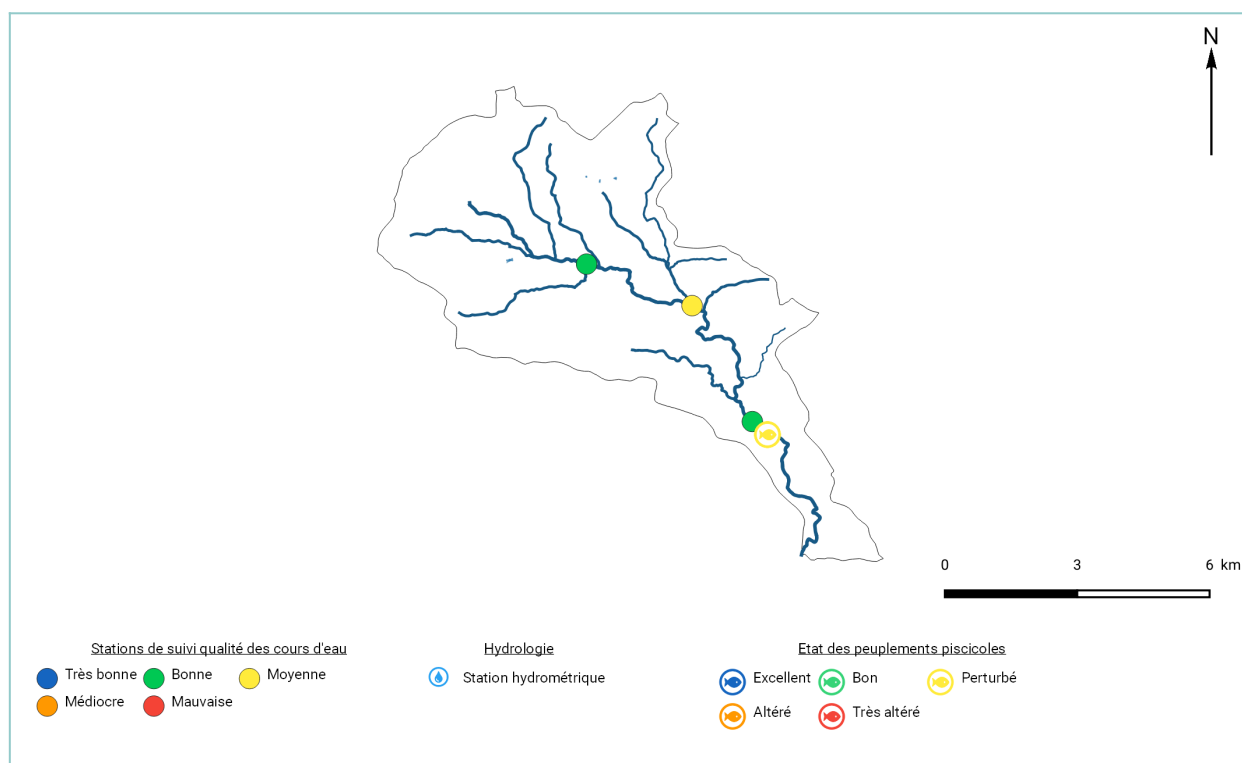 N
0 3 6 km
Stations de suivi qualité des cours d'eau
Très bonne Bonne Moyenne
Médiocre Mauvaise
Hydrologie
Station hydrométrique
Etat des peuplements piscicoles
Excellent Bon Perturbé
Altéré Très altéré